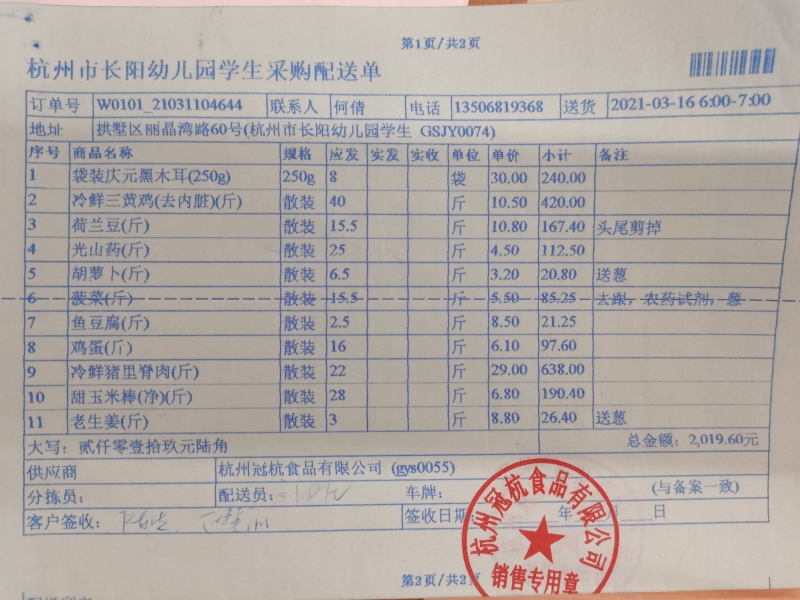 第1页/共2页
杭州市长阳幼儿园学生采购配送单
订单号 W0101_21031104644 联系人 何倩 电话 13506819368 送货 2021-03-16 6:00-7:00
地址 拱墅区丽晶湾路60号(杭州市长阳幼儿园学生 GSJY0074)
序号 商品名称 规格 应发 实发 实收 单位 单价 小计 备注
1 袋装庆元黑木耳(250g) 250g 8 袋 30.00 240.00
2 冷鲜三黄鸡(去内脏)(斤) 散装 40 斤 10.50 420.00
3 荷兰豆(斤) 散装 15.5 斤 10.80 167.40 头尾剪掉
4 光山药(斤) 散装 25 斤 4.50 112.50
5 胡萝卜(斤) 散装 6.5 斤 3.20 20.80 送葱
6 菠菜(斤) 散装 15.5 斤 5.50 85.25 去跟，农药试剂，葱
7 鱼豆腐(斤) 散装 2.5 斤 8.50 21.25
8 鸡蛋(斤) 散装 16 斤 6.10 97.60
9 冷鲜猪里脊肉(斤) 散装 22 斤 29.00 638.00
10 甜玉米棒(净)(斤) 散装 28 斤 6.80 190.40
11 老生姜(斤) 散装 3 斤 8.80 26.40 送葱
大写：贰仟零壹拾玖元陆角 总金额：2,019.60元
供应商 杭州冠杭食品有限公司 (gys0055)
分拣员： 配送员： 车牌： (与备案一致)
客户签收： 签收日期： 年 月 日
杭州冠杭食品有限公司
销售专用章
第2页/共2页